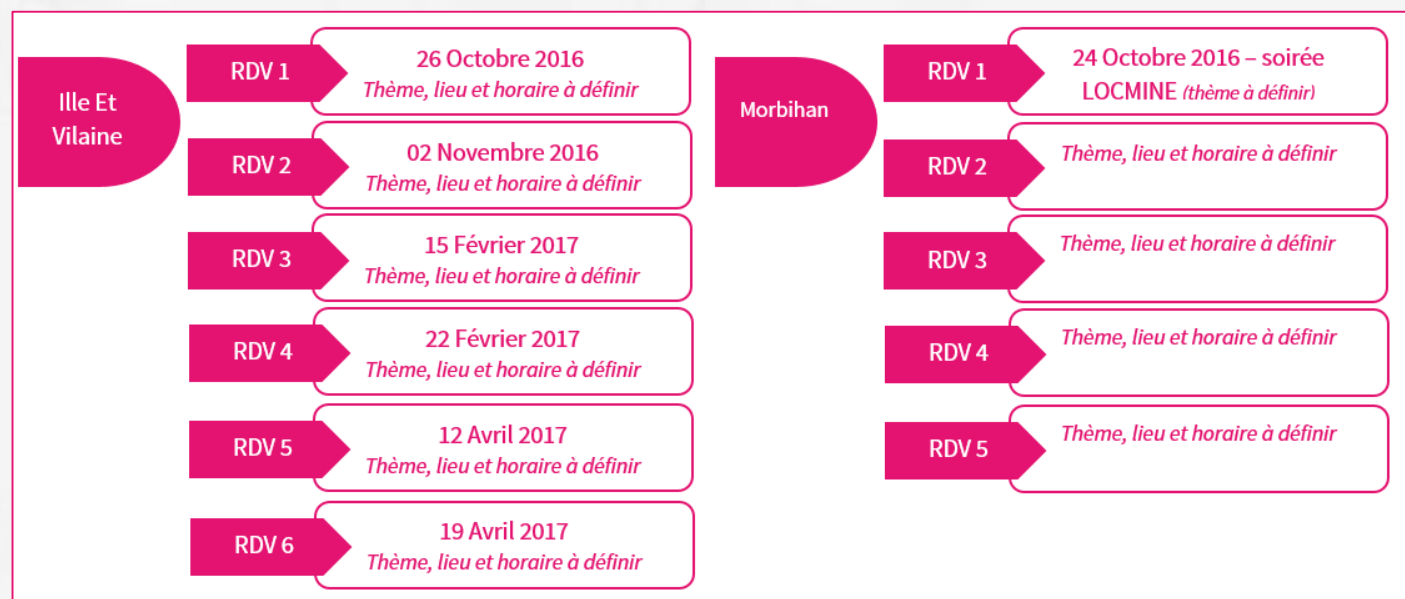 Ille Et
Vilaine
RDV 1
26 Octobre 2016
Thème, lieu et horaire à définir
RDV 2
02 Novembre 2016
Thème, lieu et horaire à définir
RDV 3
15 Février 2017
Thème, lieu et horaire à définir
RDV 4
22 Février 2017
Thème, lieu et horaire à définir
RDV 5
12 Avril 2017
Thème, lieu et horaire à définir
RDV 6
19 Avril 2017
Thème, lieu et horaire à définir
Morbihan
RDV 1
24 Octobre 2016 – soirée
LOCMINE (thème à définir)
RDV 2
Thème, lieu et horaire à définir
RDV 3
Thème, lieu et horaire à définir
RDV 4
Thème, lieu et horaire à définir
RDV 5
Thème, lieu et horaire à définir